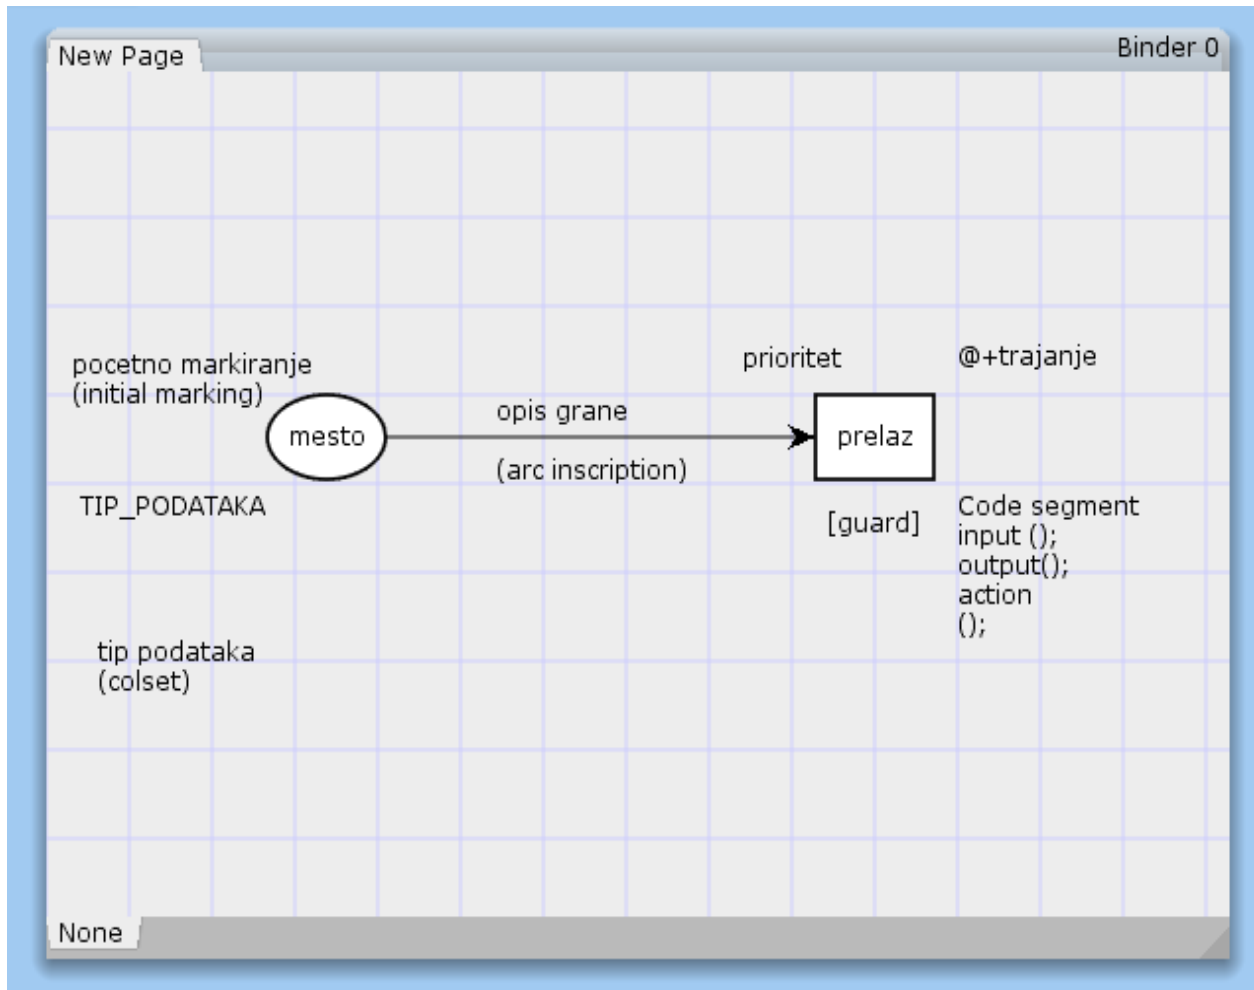 New Page
Binder 0
pocetno markiranje
(initial marking)
mesto
TIP_PODATAKA
tip podataka
(colset)
opis grane
(arc inscription)
prioritet
@+trajanje
prelaz
[guard]
Code segment
input ();
output();
action
();
None